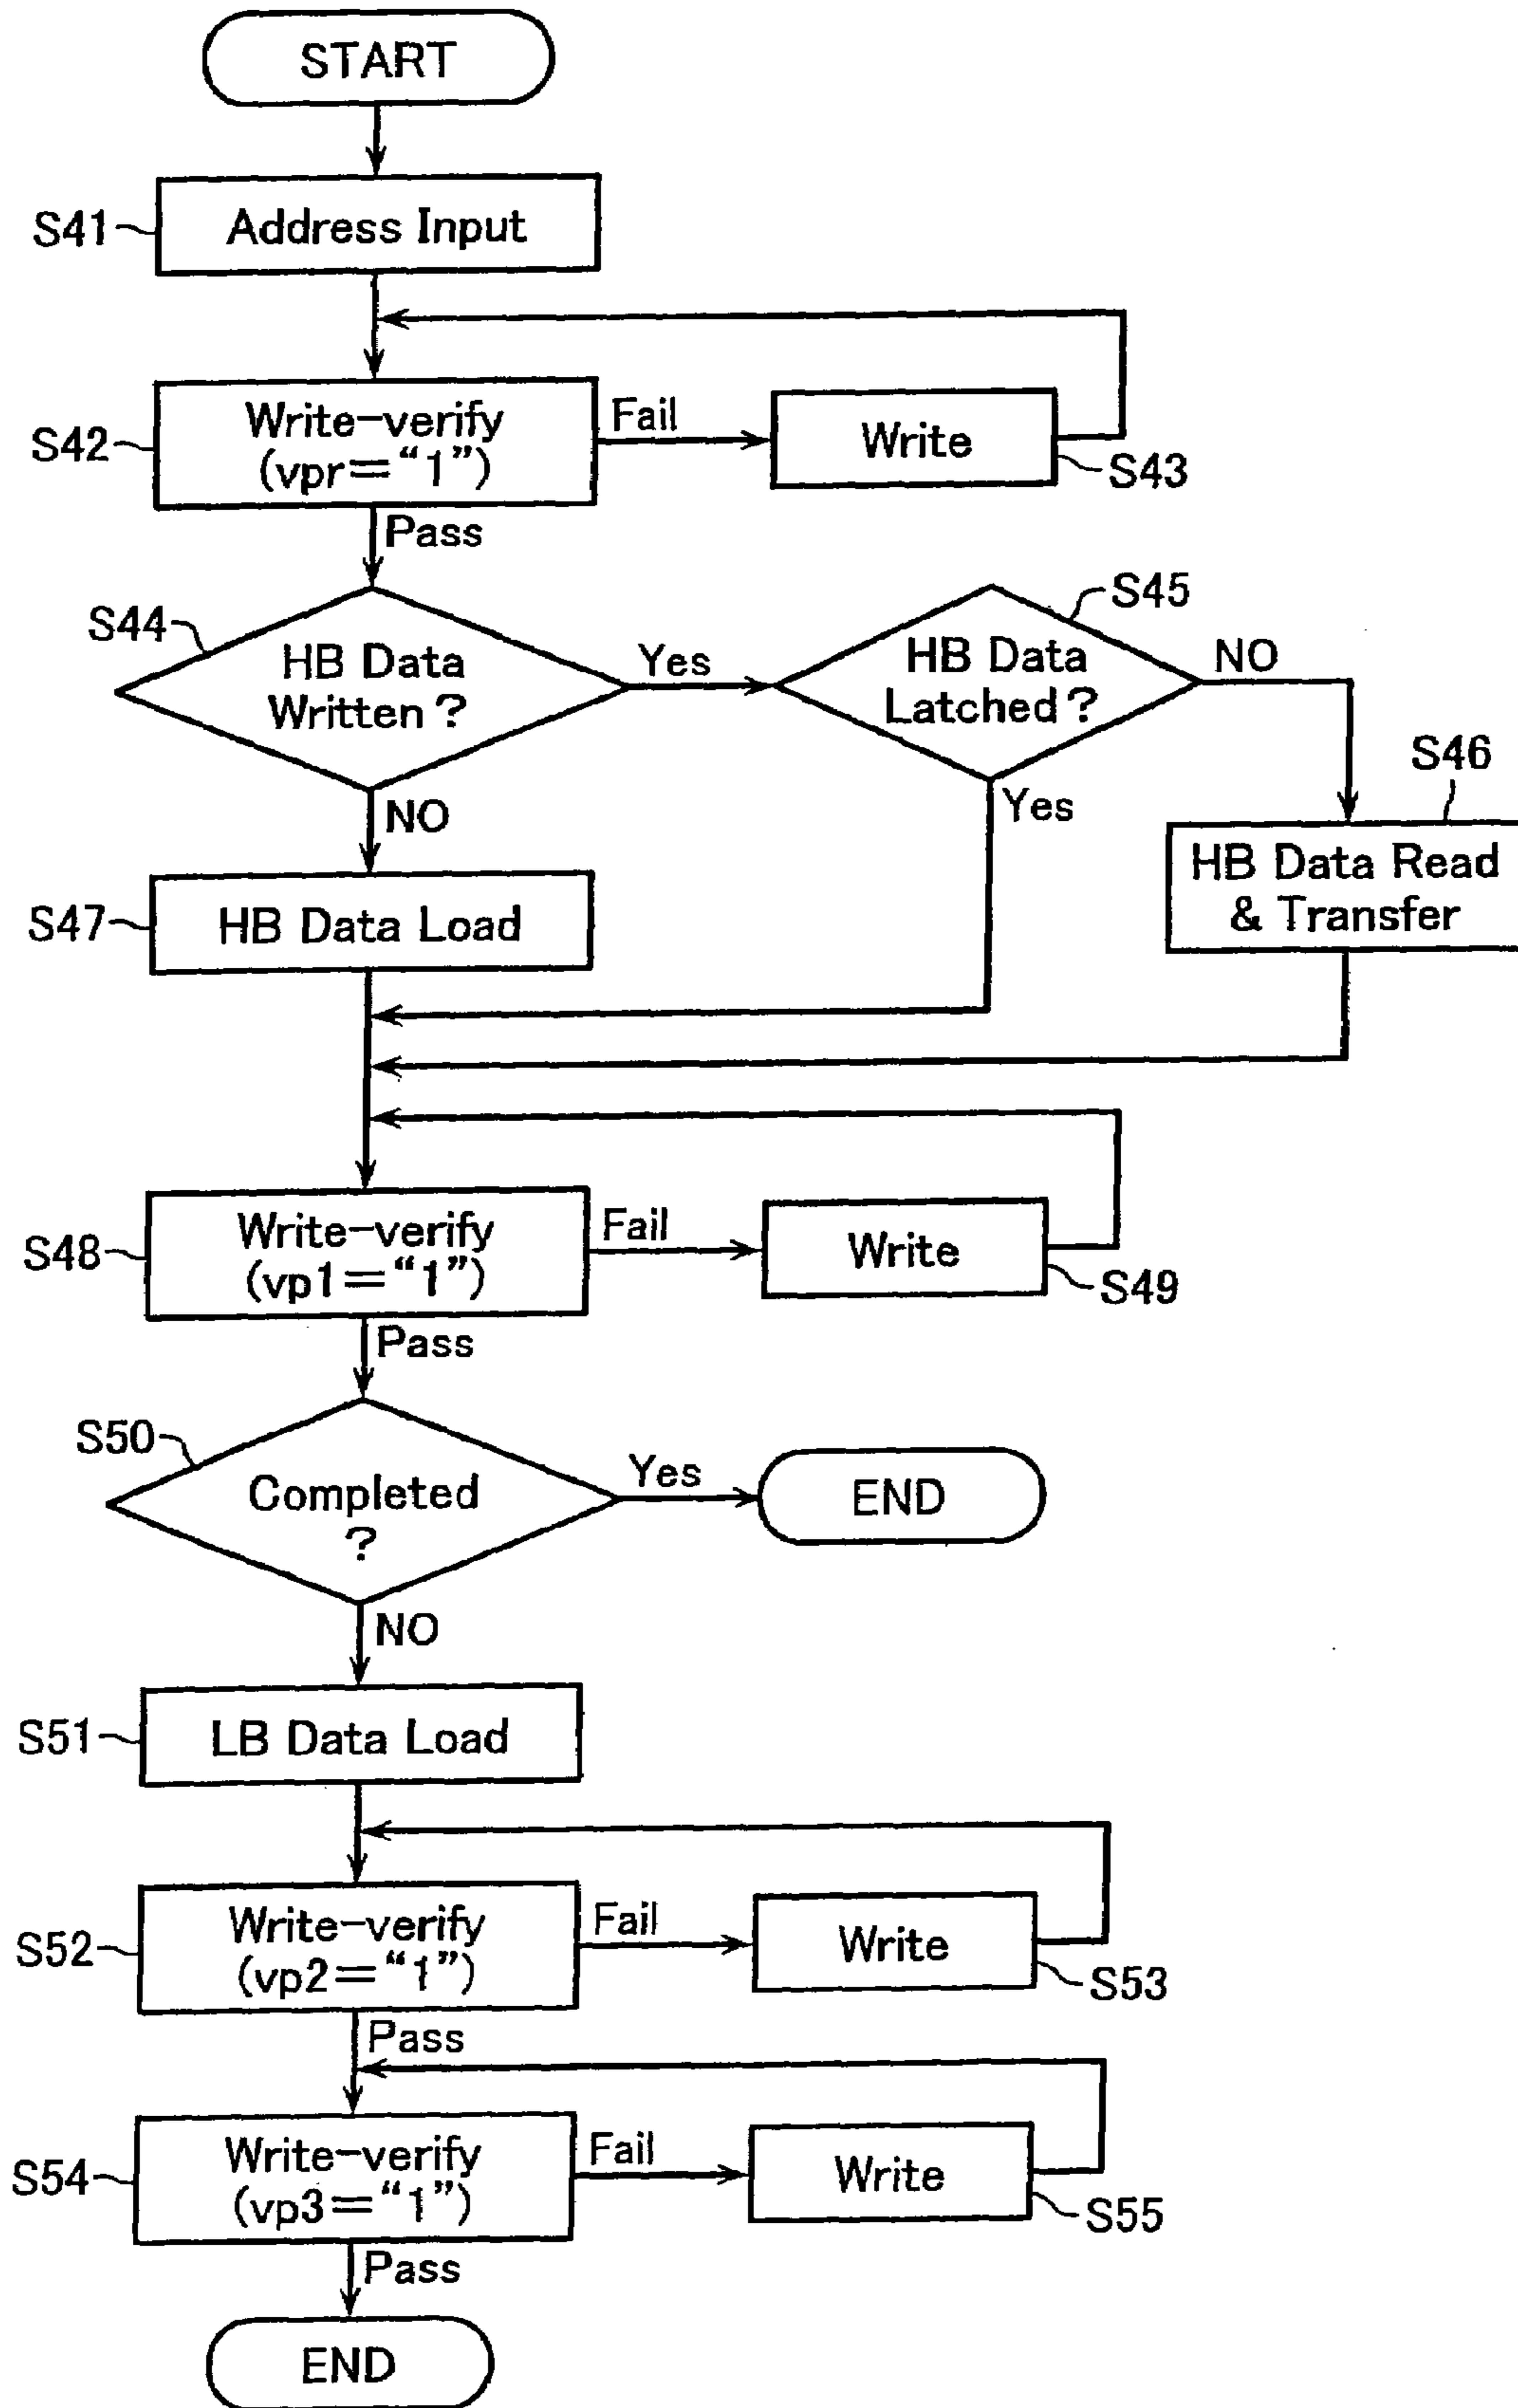 START
S41
Address Input
S42
Write-verify
(vpr=“1”)
Fail
Write
S43
Pass
S44
HB Data
Written ?
Yes
S45
HB Data
Latched ?
NO
S46
HB Data Read
& Transfer
Yes
NO
S47
HB Data Load
S48
Write-verify
(vp1=“1”)
Fail
Write
S49
Pass
S50
Completed
?
Yes
END
NO
S51
LB Data Load
S52
Write-verify
(vp2=“1”)
Fail
Write
S53
Pass
S54
Write-verify
(vp3=“1”)
Fail
Write
S55
Pass
END